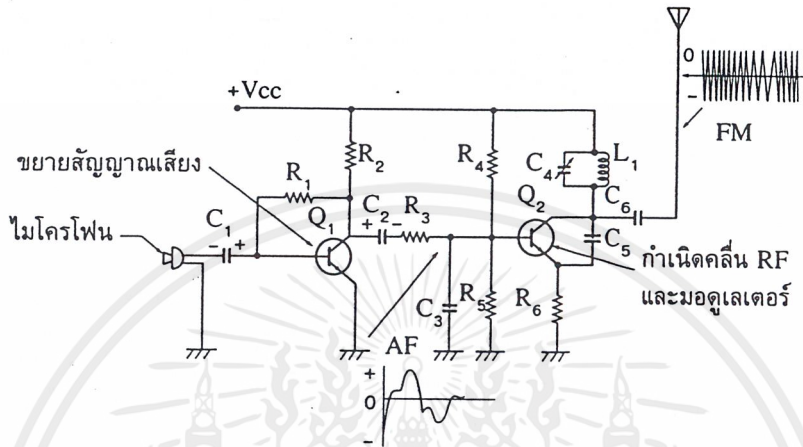 0
−
FM
+Vcc
ขยายสัญญาณเสียง
R₁
R₂
R₄
C₄
L₁
Q₂
C₆
ไมโครโฟน
C₁
− +
Q₁
C₂
+ −
R₃
C₅
กำเนิดคลื่น RF
และมอดูเลเตอร์
C₃
R₅
R₆
AF
+
0
−